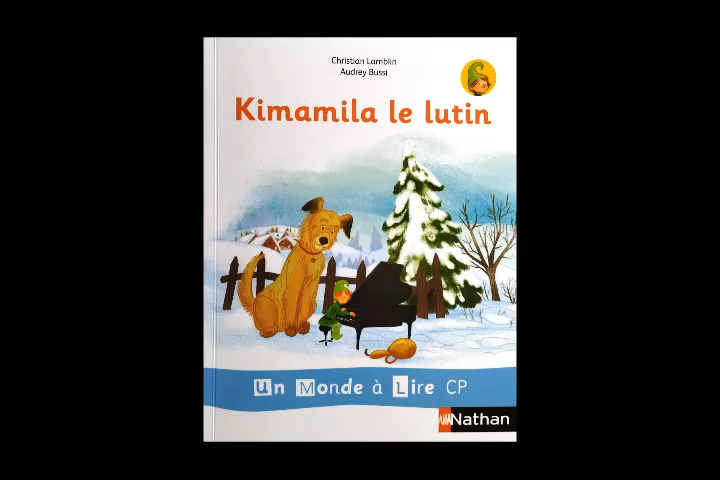 Christian Lamblin
Audrey Bussi
Kimamila le lutin
Un Monde à Lire CP
Nathan